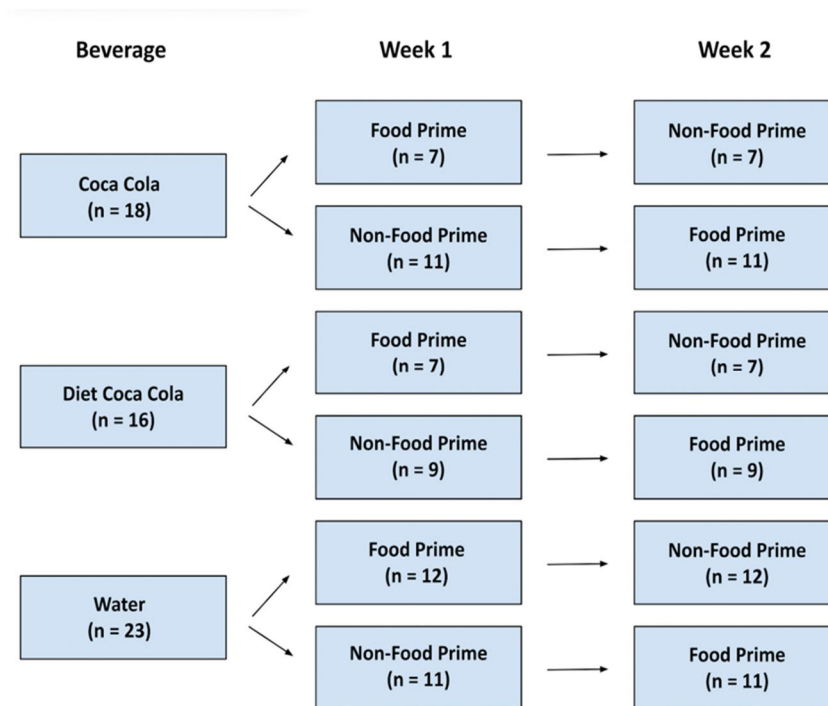 Beverage
Week 1
Week 2
Coca Cola
(n = 18)
Food Prime
(n = 7)
Non-Food Prime
(n = 7)
Non-Food Prime
(n = 11)
Food Prime
(n = 11)
Diet Coca Cola
(n = 16)
Food Prime
(n = 7)
Non-Food Prime
(n = 7)
Non-Food Prime
(n = 9)
Food Prime
(n = 9)
Water
(n = 23)
Food Prime
(n = 12)
Non-Food Prime
(n = 12)
Non-Food Prime
(n = 11)
Food Prime
(n = 11)